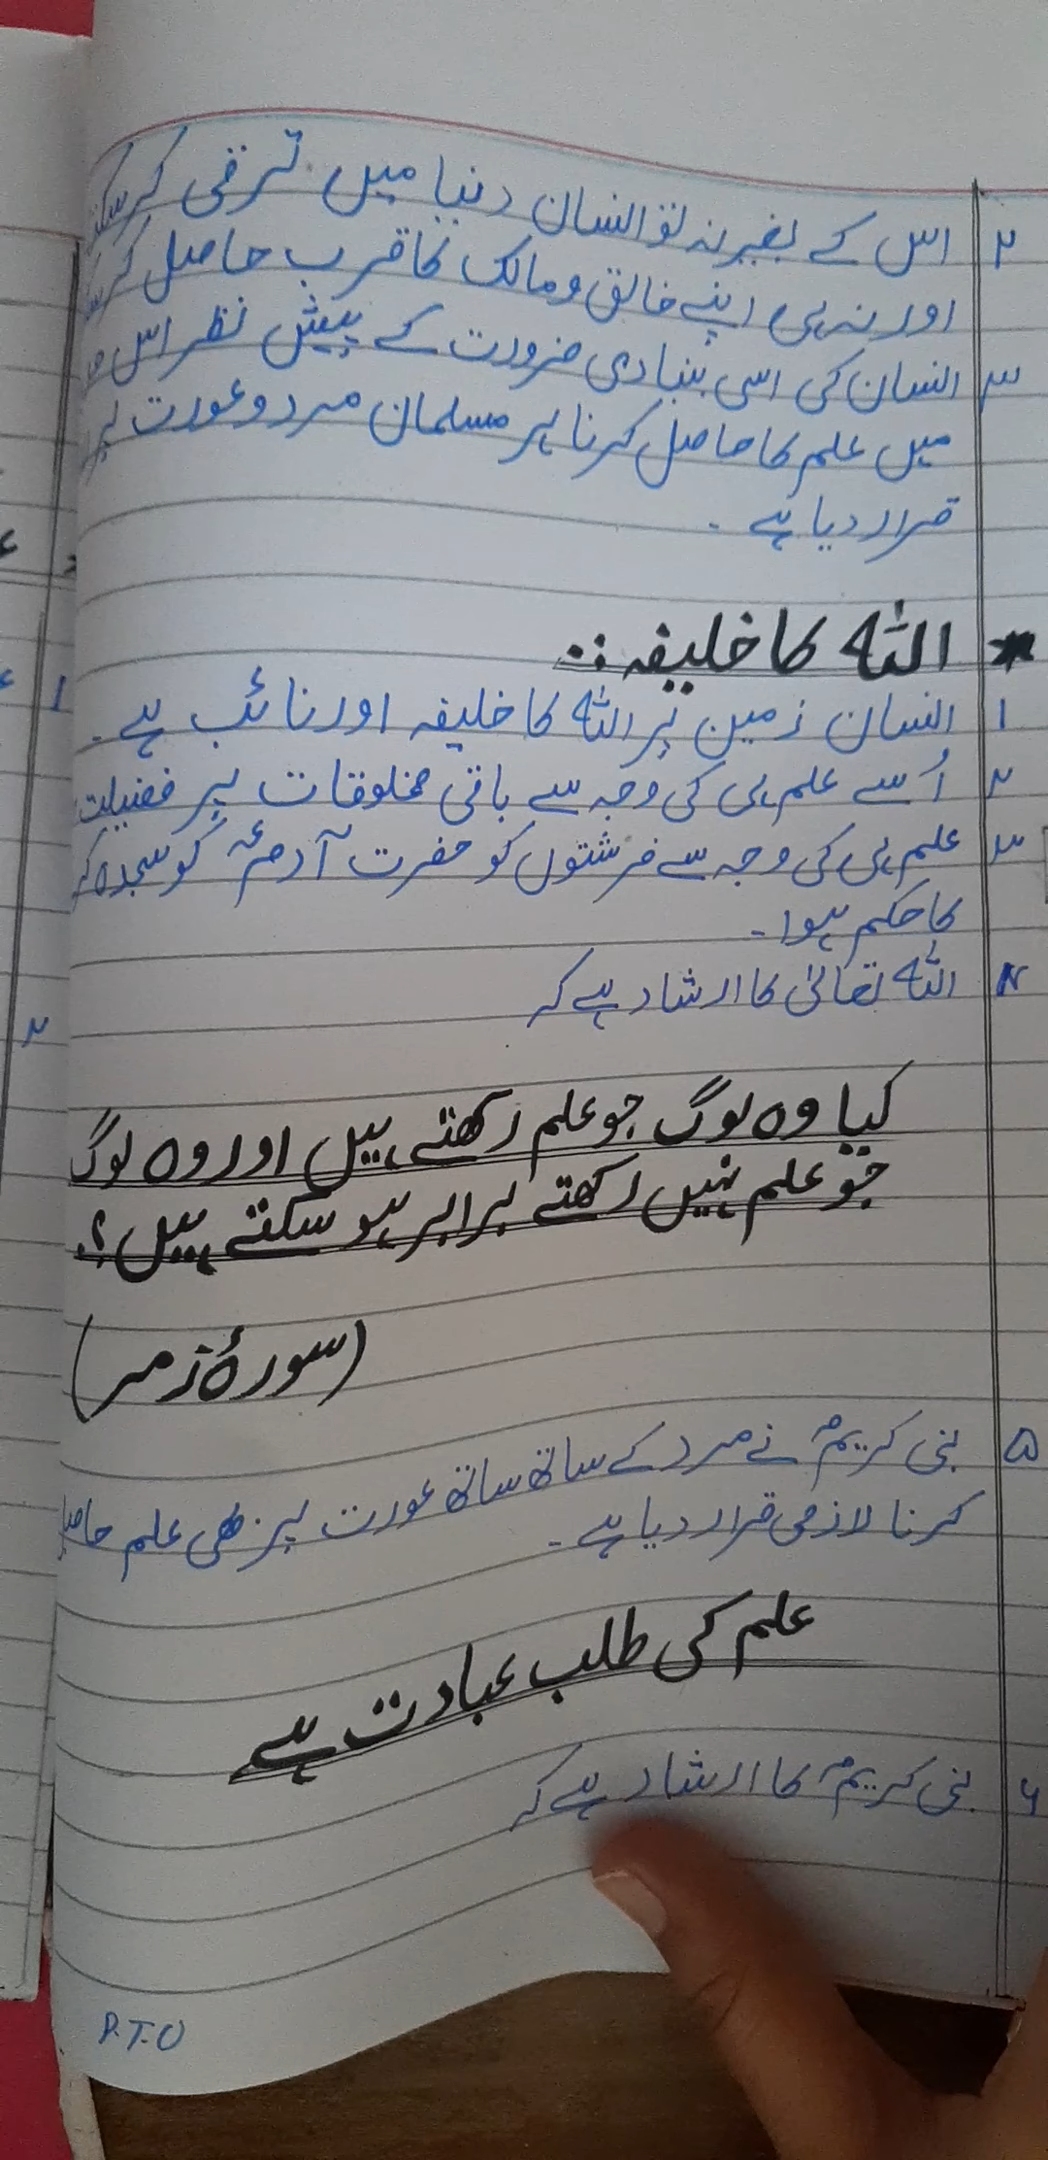 ۲ اس کے بغیر نہ تو انسان دنیا میں ترقی کر
اور نہ ہی اپنے خالق و مالک کا قرب حاصل
۳ انسان کی اسی بنیادی ضرورت کے پیش نظر اس
میں علم کا حاصل کرنا ہر مسلمان مرد و عورت پر
قرار دیا ہے۔
* اللہ کا خلیفہ :.
۱ انسان زمین پر اللہ کا خلیفہ اور نائب ہے۔
۲ اُسے علم ہی کی وجہ سے باقی مخلوقات پر فضیلت
۳ علم ہی کی وجہ سے فرشتوں کو حضرت آدمؑ کو سجدہ
کا حکم ہوا۔
۴ اللہ تعالیٰ کا ارشاد ہے کہ
کیا وہ لوگ جو علم رکھتے ہیں اور وہ لوگ
جو علم نہیں رکھتے برابر ہو سکتے ہیں؟
(سورۂ زمر)
۵ نبی کریمؐ نے مرد کے ساتھ ساتھ عورت پر بھی علم
کرنا لازمی قرار دیا ہے۔
علم کی طلب عبادت ہے
۶ نبی کریمؐ کا ارشاد ہے کہ
P.T.O